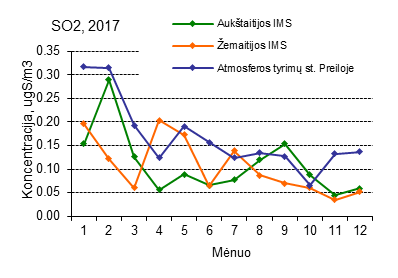 SO2, 2017
Aukštaitijos IMS
Žemaitijos IMS
Atmosferos tyrimų st. Preiloje
Koncentracija, ugS/m3
0.35
0.30
0.25
0.20
0.15
0.10
0.05
0.00
1 2 3 4 5 6 7 8 9 10 11 12
Mėnuo